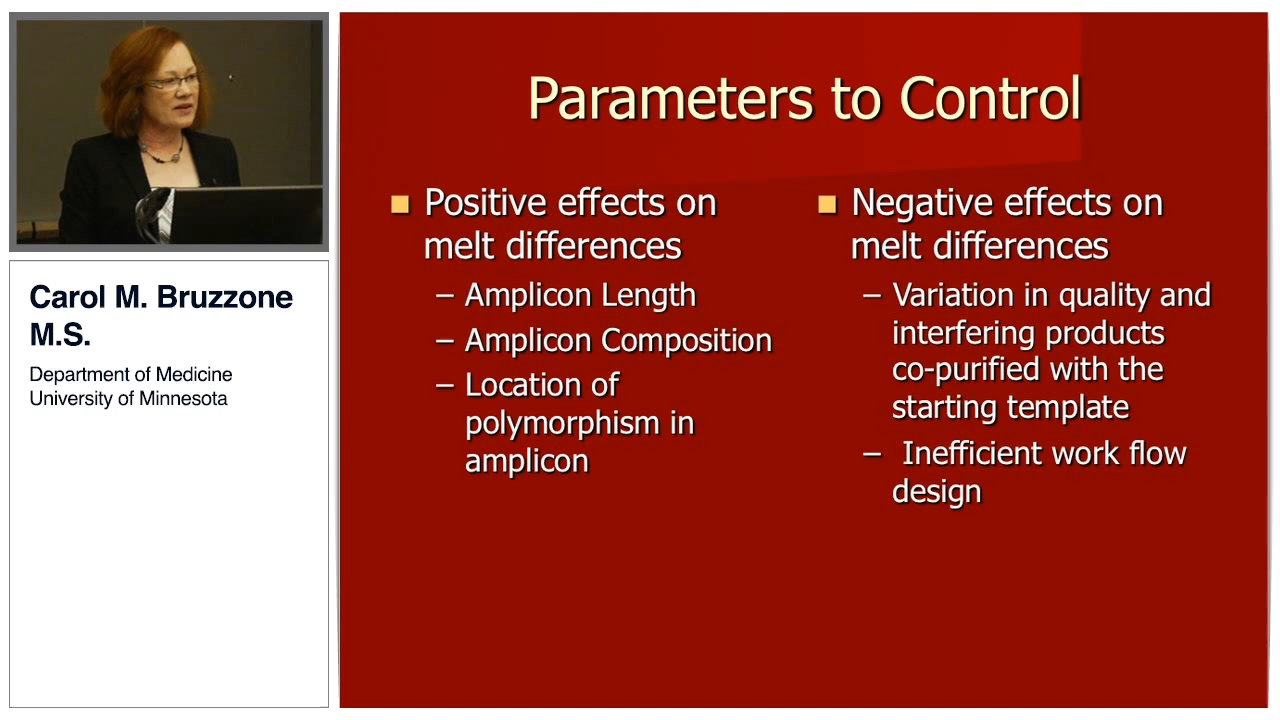 Carol M. Bruzzone
M.S.
Department of Medicine
University of Minnesota
Parameters to Control
Positive effects on
melt differences
– Amplicon Length
– Amplicon Composition
– Location of
polymorphism in
amplicon
Negative effects on
melt differences
– Variation in quality and
interfering products
co-purified with the
starting template
– Inefficient work flow
design